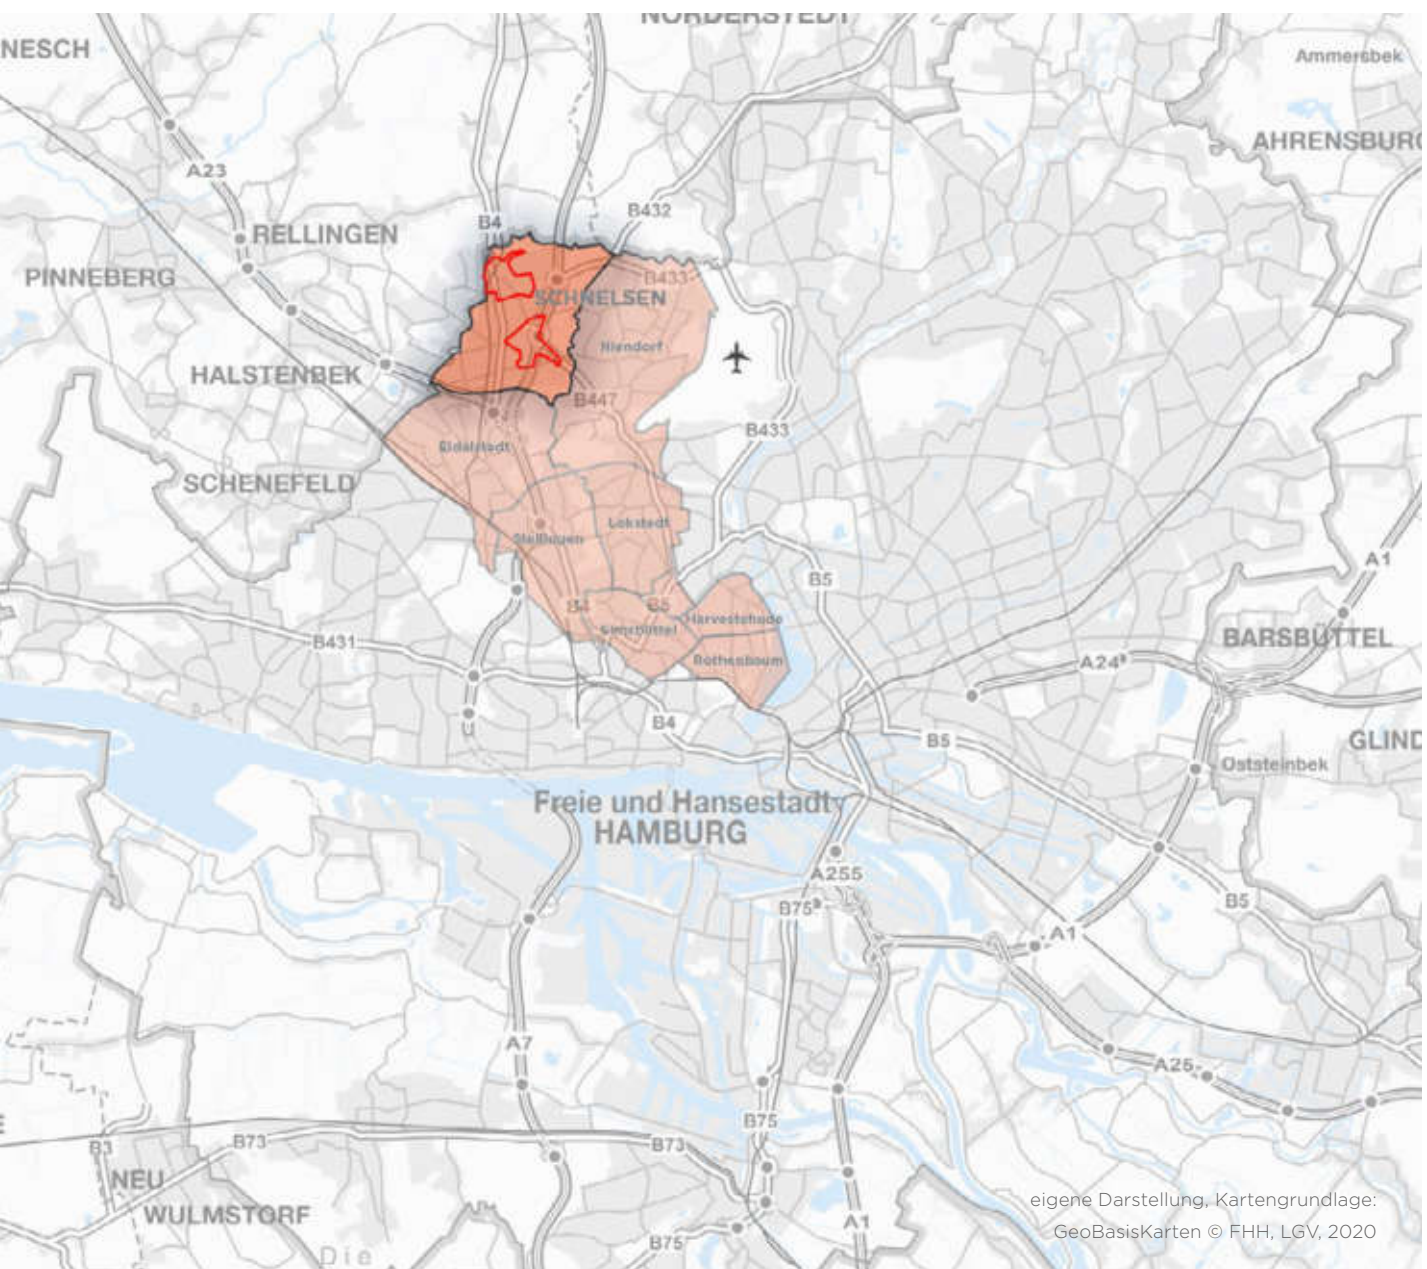 NORDERSTEDT
NESCH
Ammersbek
AHRENSBURG
A23
B432
B4
RELLINGEN
PINNEBERG
B433
SCHNELSEN
Niendorf
HALSTENBEK
B447
B433
Eidelstedt
SCHENEFELD
Lokstedt
Stellingen
A1
B5
B4
B5
Harvestehude
Eimsbüttel
B431
BARSBÜTTEL
Rotherbaum
A24
B4
B5
GLIND
Oststeinbek
Freie und Hansestadt
HAMBURG
A255
B75
B5
A1
A7
A25
B75
B3
B73
B73
NEU
WULMSTORF
eigene Darstellung, Kartengrundlage:
GeoBasisKarten © FHH, LGV, 2020
A1
B75
Die